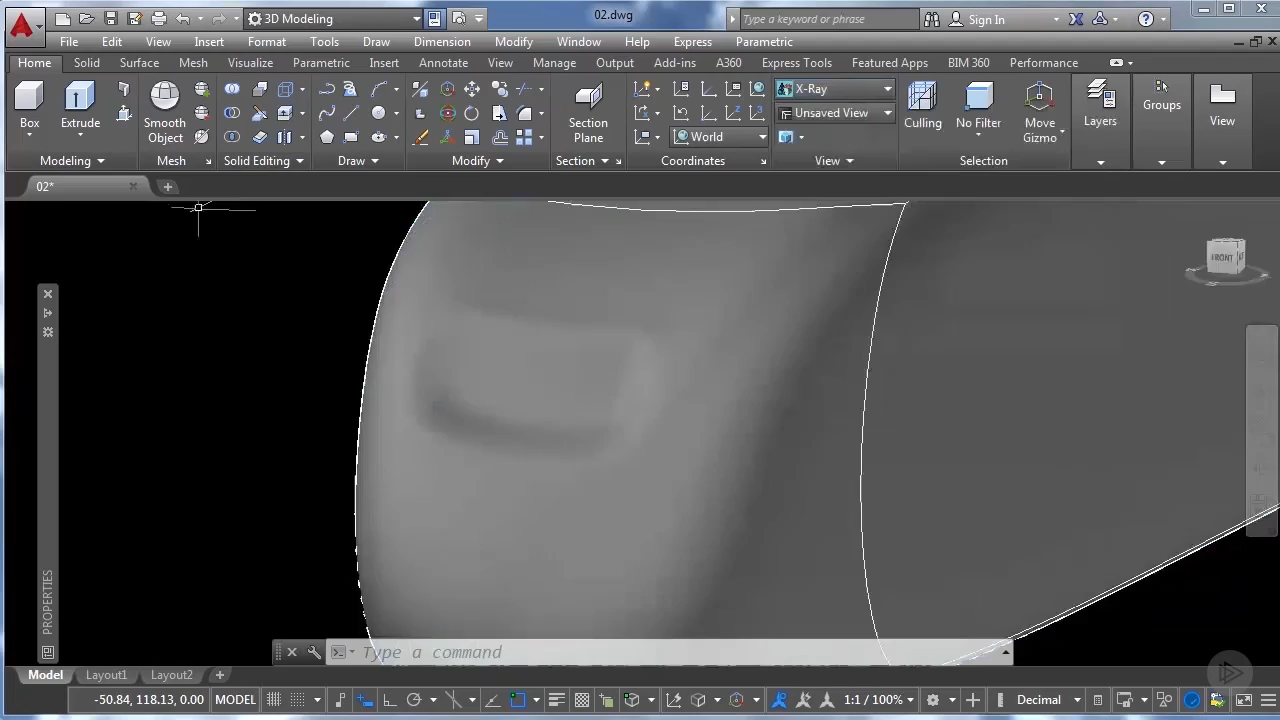 3D Modeling
02.dwg
Type a keyword or phrase
Sign In
File Edit View Insert Format Tools Draw Dimension Modify Window Help Express Parametric
Home Solid Surface Mesh Visualize Parametric Insert Annotate View Manage Output Add-ins A360 Express Tools Featured Apps BIM 360 Performance
X-Ray
Unsaved View
World
Box Extrude Smooth Object Section Plane Culling No Filter Move Gizmo Layers Groups View
Modeling Mesh Solid Editing Draw Modify Section Coordinates View Selection
02*
FRONT
PROPERTIES
Type a command
Model Layout1 Layout2
-50.84, 118.13, 0.00 MODEL 1:1 / 100% Decimal